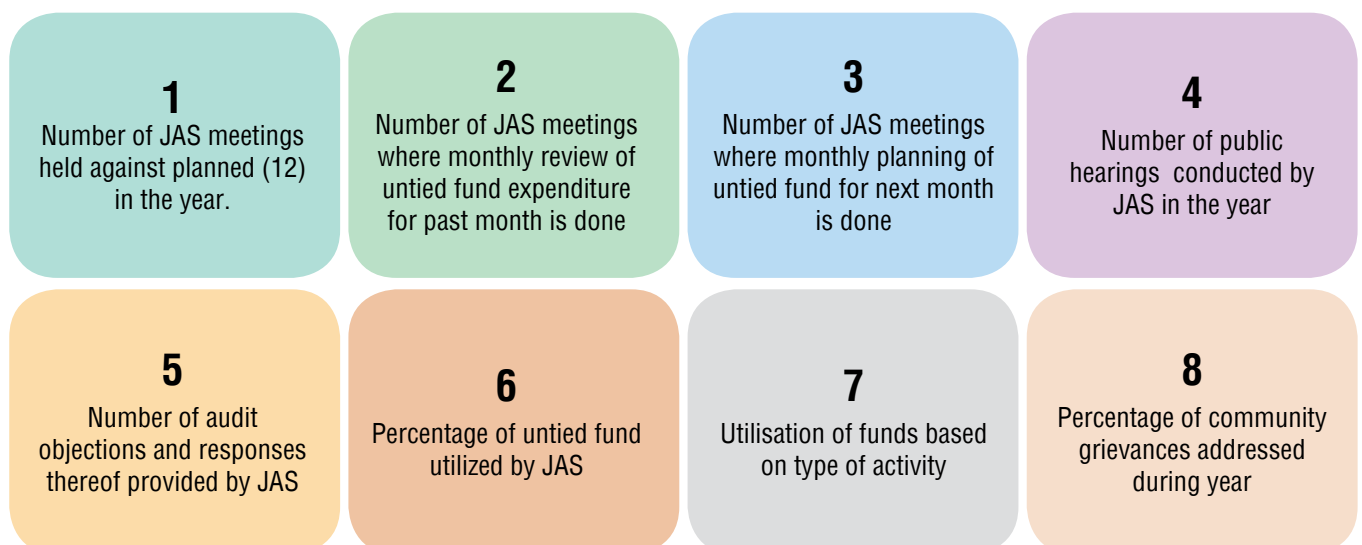 1
Number of JAS meetings
held against planned (12)
in the year.
2
Number of JAS meetings
where monthly review of
untied fund expenditure
for past month is done
3
Number of JAS meetings
where monthly planning of
untied fund for next month
is done
4
Number of public
hearings conducted by
JAS in the year
5
Number of audit
objections and responses
thereof provided by JAS
6
Percentage of untied fund
utilized by JAS
7
Utilisation of funds based
on type of activity
8
Percentage of community
grievances addressed
during year